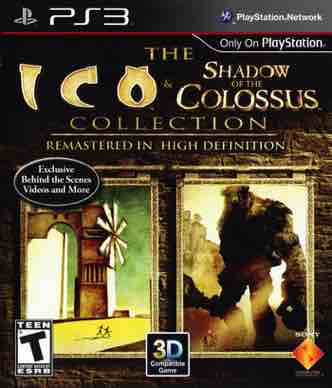 PS3
PlayStation Network
Only On PlayStation®
THE
ICO & SHADOW
OF THE
COLOSSUS
COLLECTION
REMASTERED IN HIGH DEFINITION
Exclusive
Behind the Scenes
Videos and More
TEEN
T
ESRB
3D
Compatible
Game
SONY